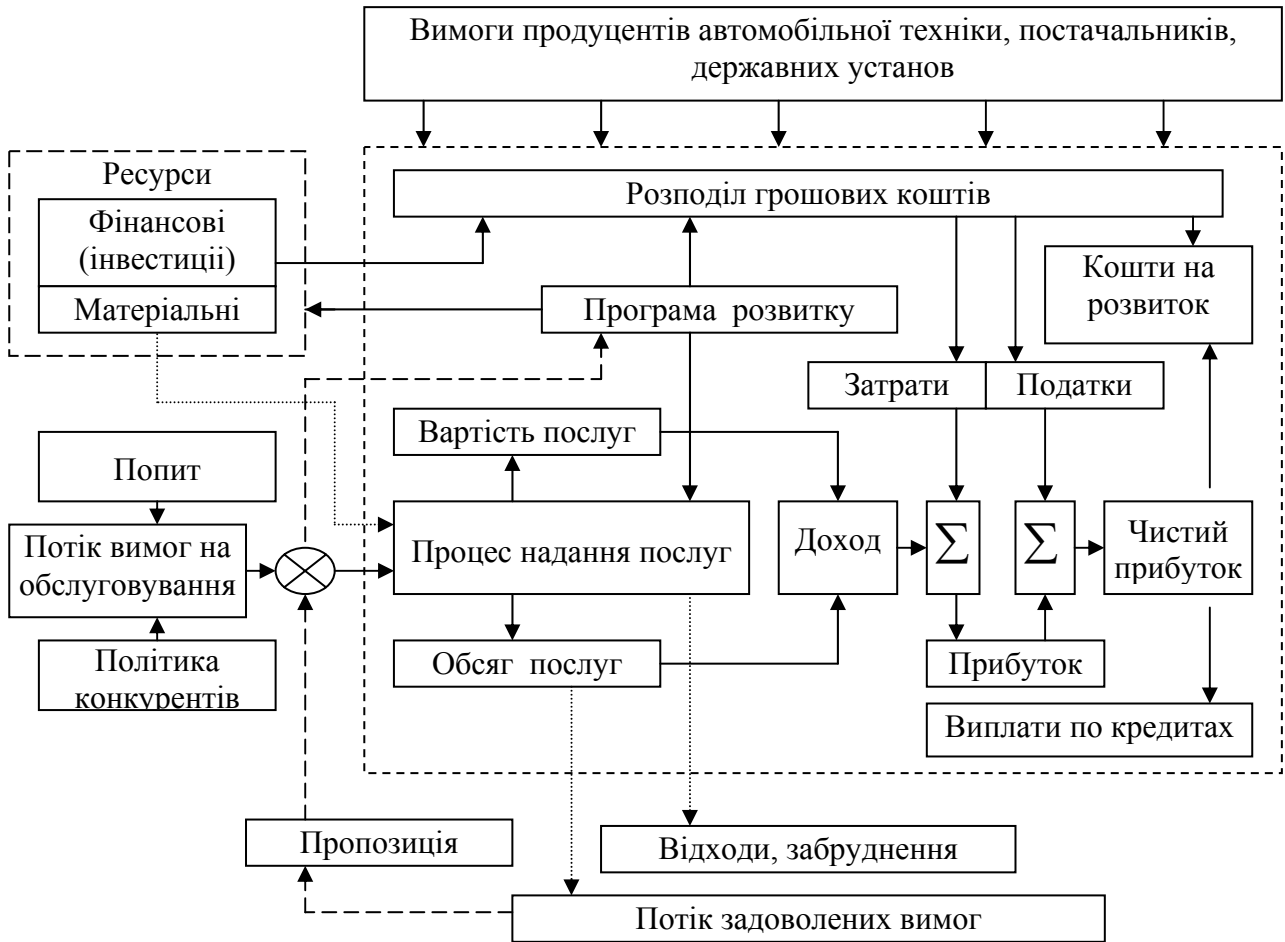 Вимоги продуцентів автомобільної техніки, постачальників,
державних установ
Ресурси
Фінансові
(інвестиції)
Матеріальні
Розподіл грошових коштів
Кошти на
розвиток
Програма розвитку
Затрати
Податки
Вартість послуг
Попит
Потік вимог на
обслуговування
Політика
конкурентів
Процес надання послуг
Доход
Σ
Σ
Чистий
прибуток
Обсяг послуг
Прибуток
Виплати по кредитах
Пропозиція
Відходи, забруднення
Потік задоволених вимог